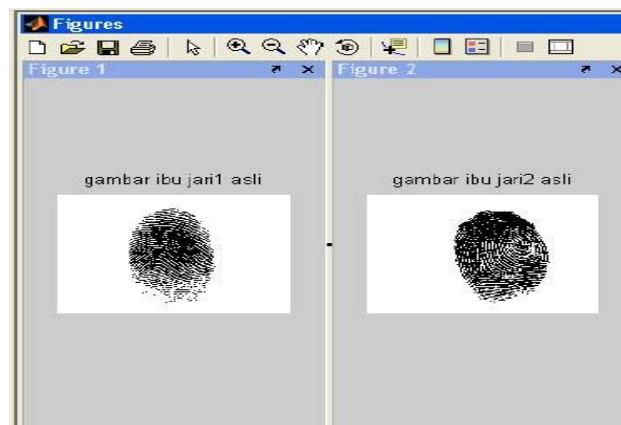 Figures
Figure 1
Figure 2
gambar ibu jari1 asli
gambar ibu jari2 asli